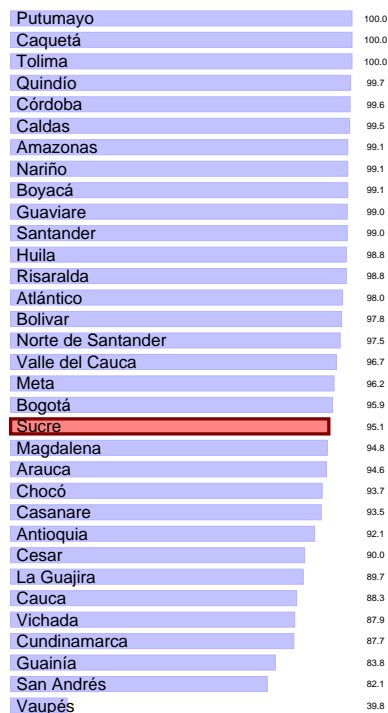 Putumayo 100.0
Caquetá 100.0
Tolima 100.0
Quindío 99.7
Córdoba 99.6
Caldas 99.5
Amazonas 99.1
Nariño 99.1
Boyacá 99.1
Guaviare 99.0
Santander 99.0
Huila 98.8
Risaralda 98.8
Atlántico 98.0
Bolivar 97.8
Norte de Santander 97.5
Valle del Cauca 96.7
Meta 96.2
Bogotá 95.9
Sucre 95.1
Magdalena 94.8
Arauca 94.6
Chocó 93.7
Casanare 93.5
Antioquia 92.1
Cesar 90.0
La Guajira 89.7
Cauca 88.3
Vichada 87.9
Cundinamarca 87.7
Guainía 83.8
San Andrés 82.1
Vaupés 39.8